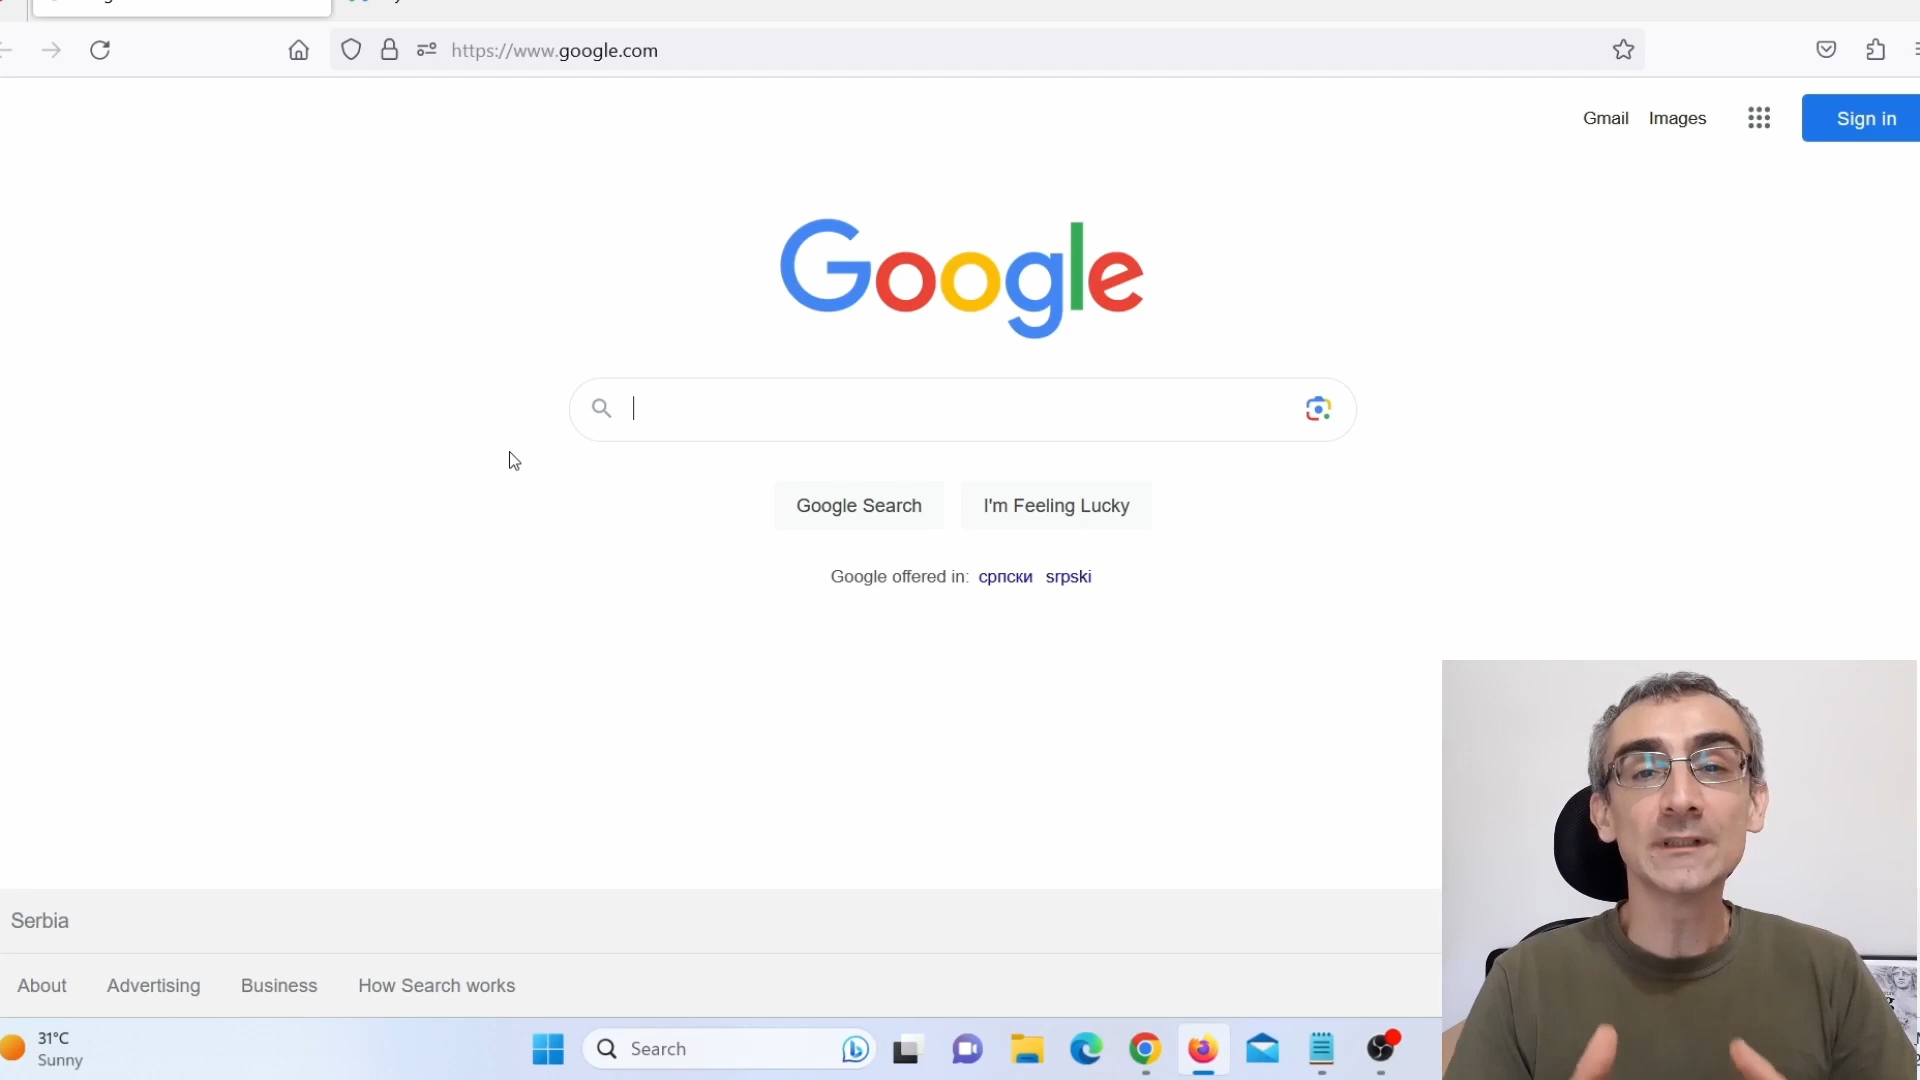 https://www.google.com
Gmail Images
Sign in
Google
Google Search I'm Feeling Lucky
Google offered in: српски srpski
Serbia
About Advertising Business How Search works
31°C
Sunny
Search